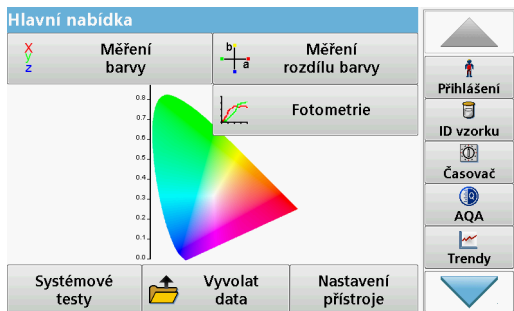 Hlavní nabídka
X
y
z
Měření
barvy
b
a
Měření
rozdílu barvy
Fotometrie
0.8
0.7
0.6
0.5
0.4
0.3
0.2
0.1
0.0
Systémové
testy
Vyvolat
data
Nastavení
přístroje
Přihlášení
ID vzorku
Časovač
AQA
Trendy